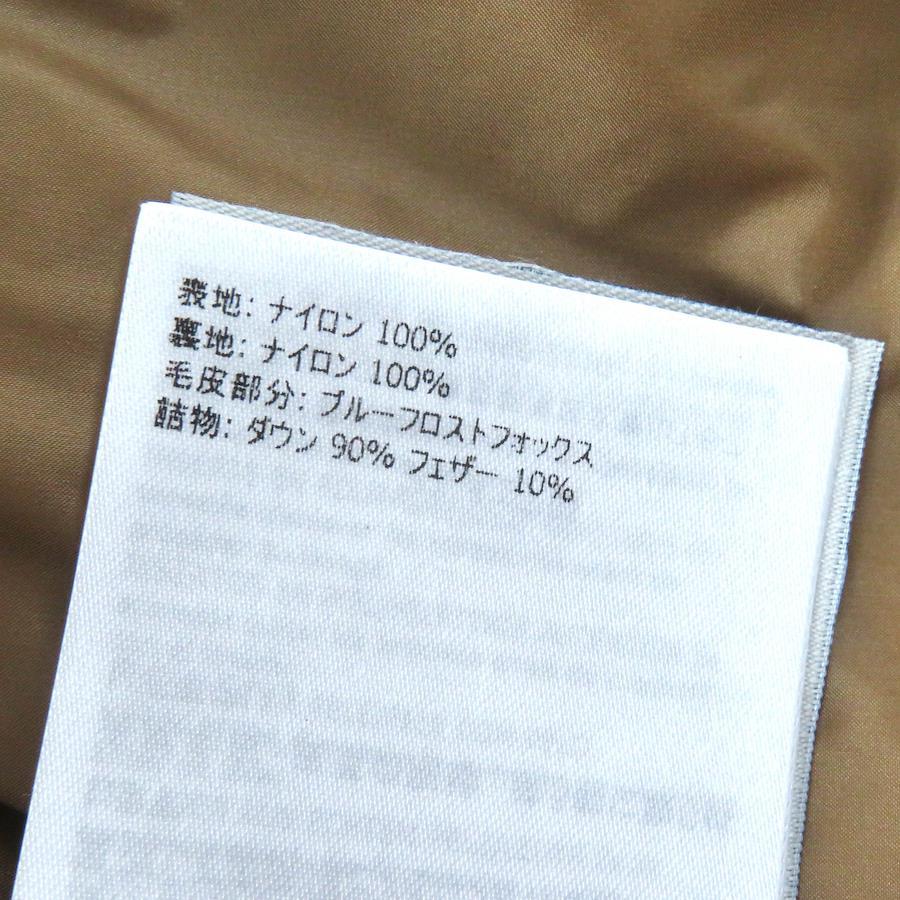 表地: ナイロン 100%
裏地: ナイロン 100%
毛皮部分: ブルーフロストフォックス
詰物: ダウン 90% フェザー 10%